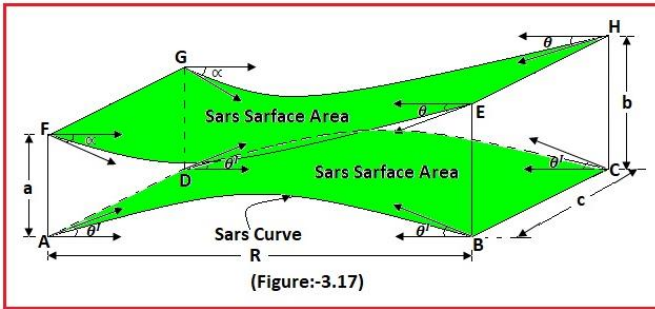 H
θ
G
∝
θ
E
b
Sars Sarface Area
F
∝
D
θ'
Sars Sarface Area
C
θ'
a
c
A
θ'
Sars Curve
θ'
B
R
(Figure:-3.17)